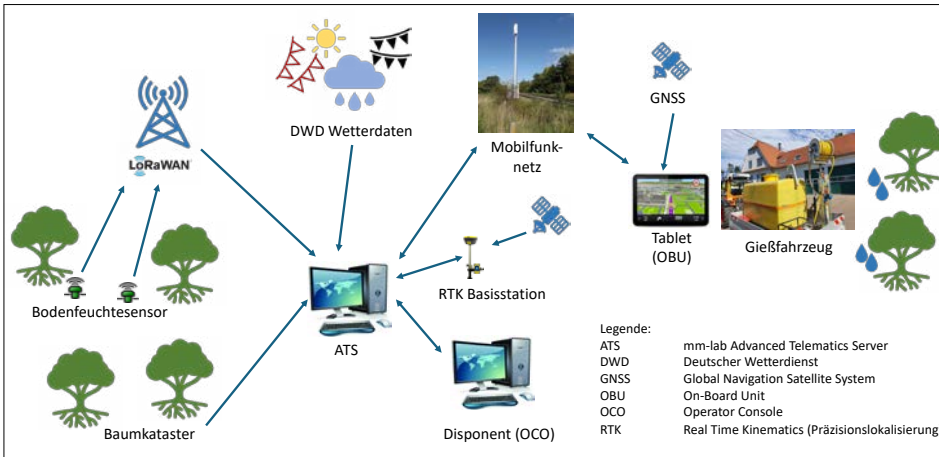 LoRaWAN
DWD Wetterdaten
Mobilfunk-
netz
GNSS
Tablet
(OBU)
Gießfahrzeug
Bodenfeuchtesensor
ATS
RTK Basisstation
Baumkataster
Disponent (OCO)
Legende:
ATS mm-lab Advanced Telematics Server
DWD Deutscher Wetterdienst
GNSS Global Navigation Satellite System
OBU On-Board Unit
OCO Operator Console
RTK Real Time Kinematics (Präzisionslokalisierung